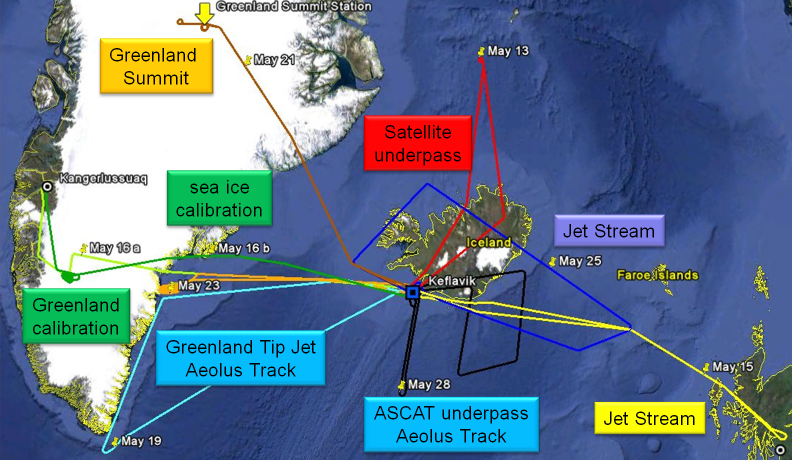 Greenland Summit Station
Greenland
Summit
May 21
May 13
Satellite
underpass
Kangerlussuaq
sea ice
calibration
Jet Stream
May 16 a
May 16 b
Iceland
May 25
Faroe Islands
Keflavik
May 23
Greenland
calibration
Greenland Tip Jet
Aeolus Track
May 15
May 28
ASCAT underpass
Aeolus Track
Jet Stream
May 19